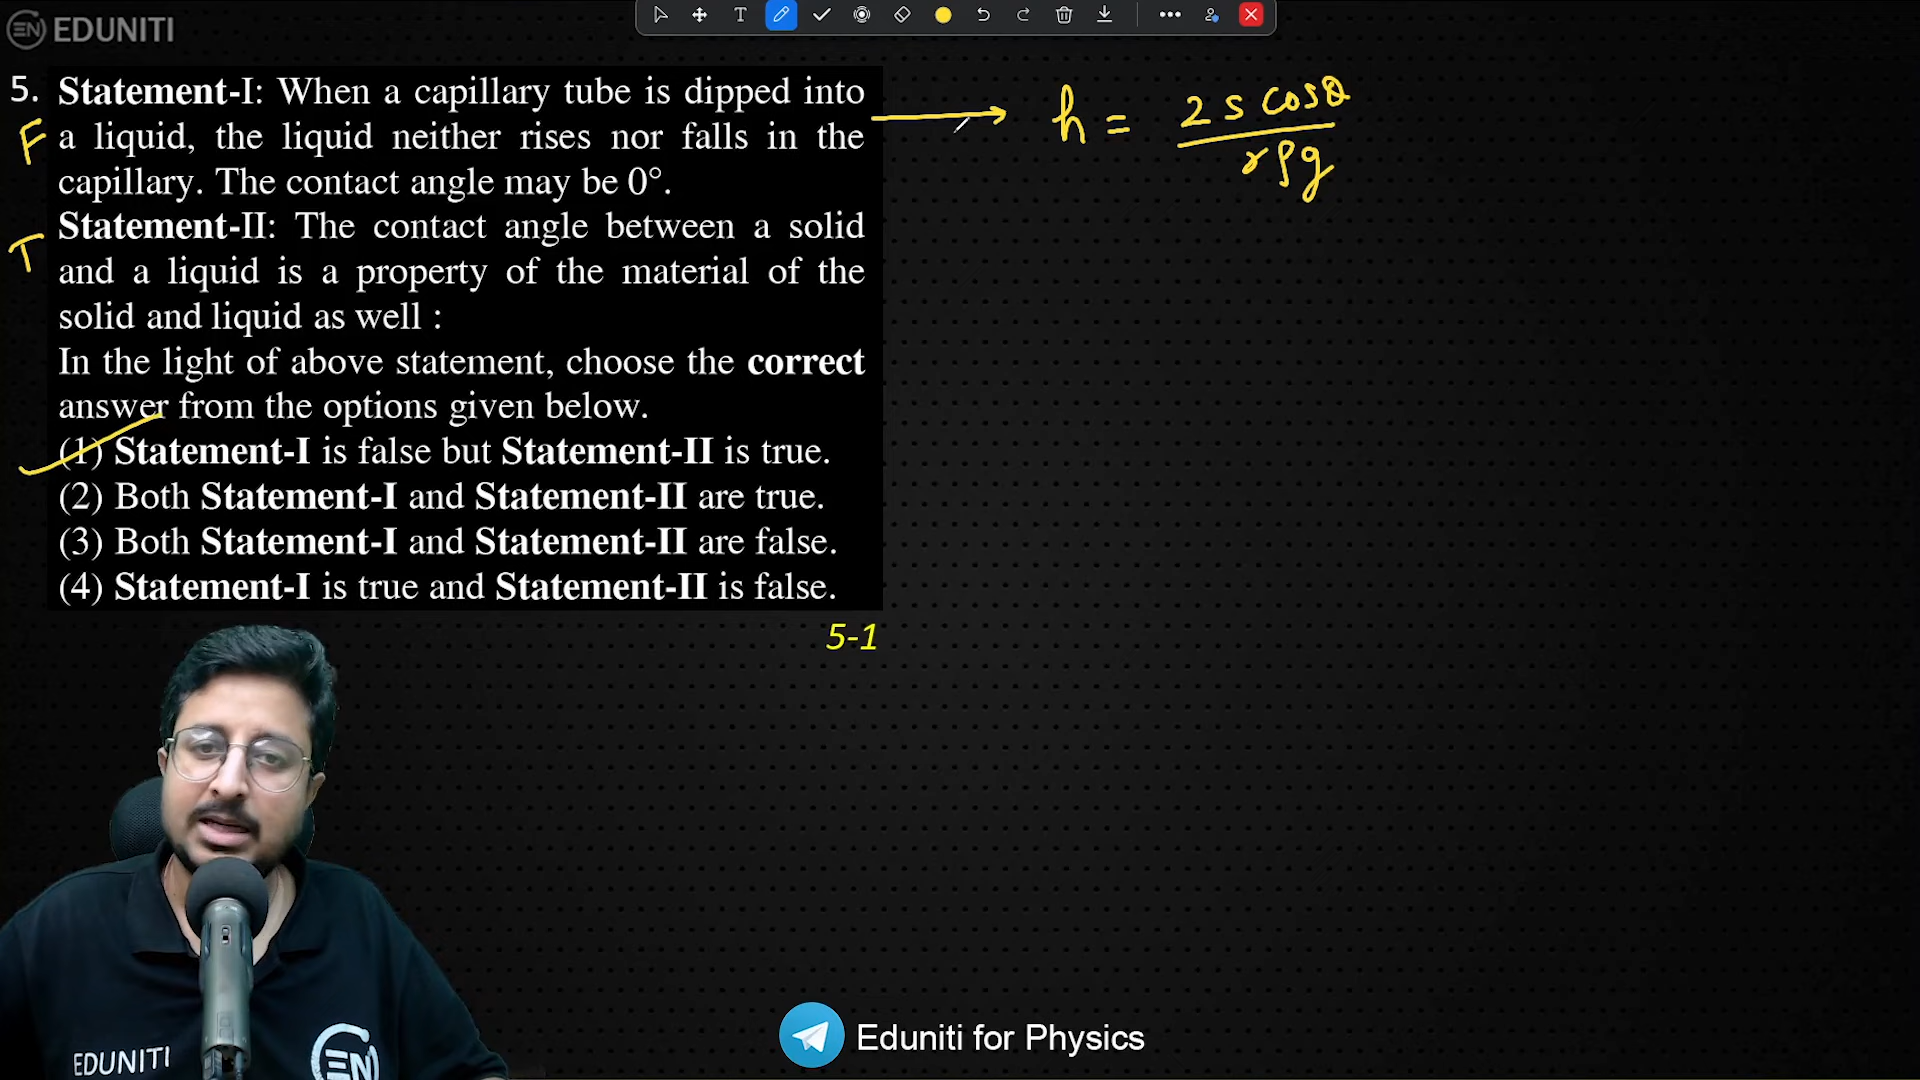 EN EDUNITI
T
5. Statement-I: When a capillary tube is dipped into
a liquid, the liquid neither rises nor falls in the
capillary. The contact angle may be 0°.
F
Statement-II: The contact angle between a solid
and a liquid is a property of the material of the
solid and liquid as well :
T
In the light of above statement, choose the correct
answer from the options given below.
(1) Statement-I is false but Statement-II is true.
(2) Both Statement-I and Statement-II are true.
(3) Both Statement-I and Statement-II are false.
(4) Statement-I is true and Statement-II is false.
5-1
h = 2 s cosθ / rρg
EDUNITI
EN
Eduniti for Physics